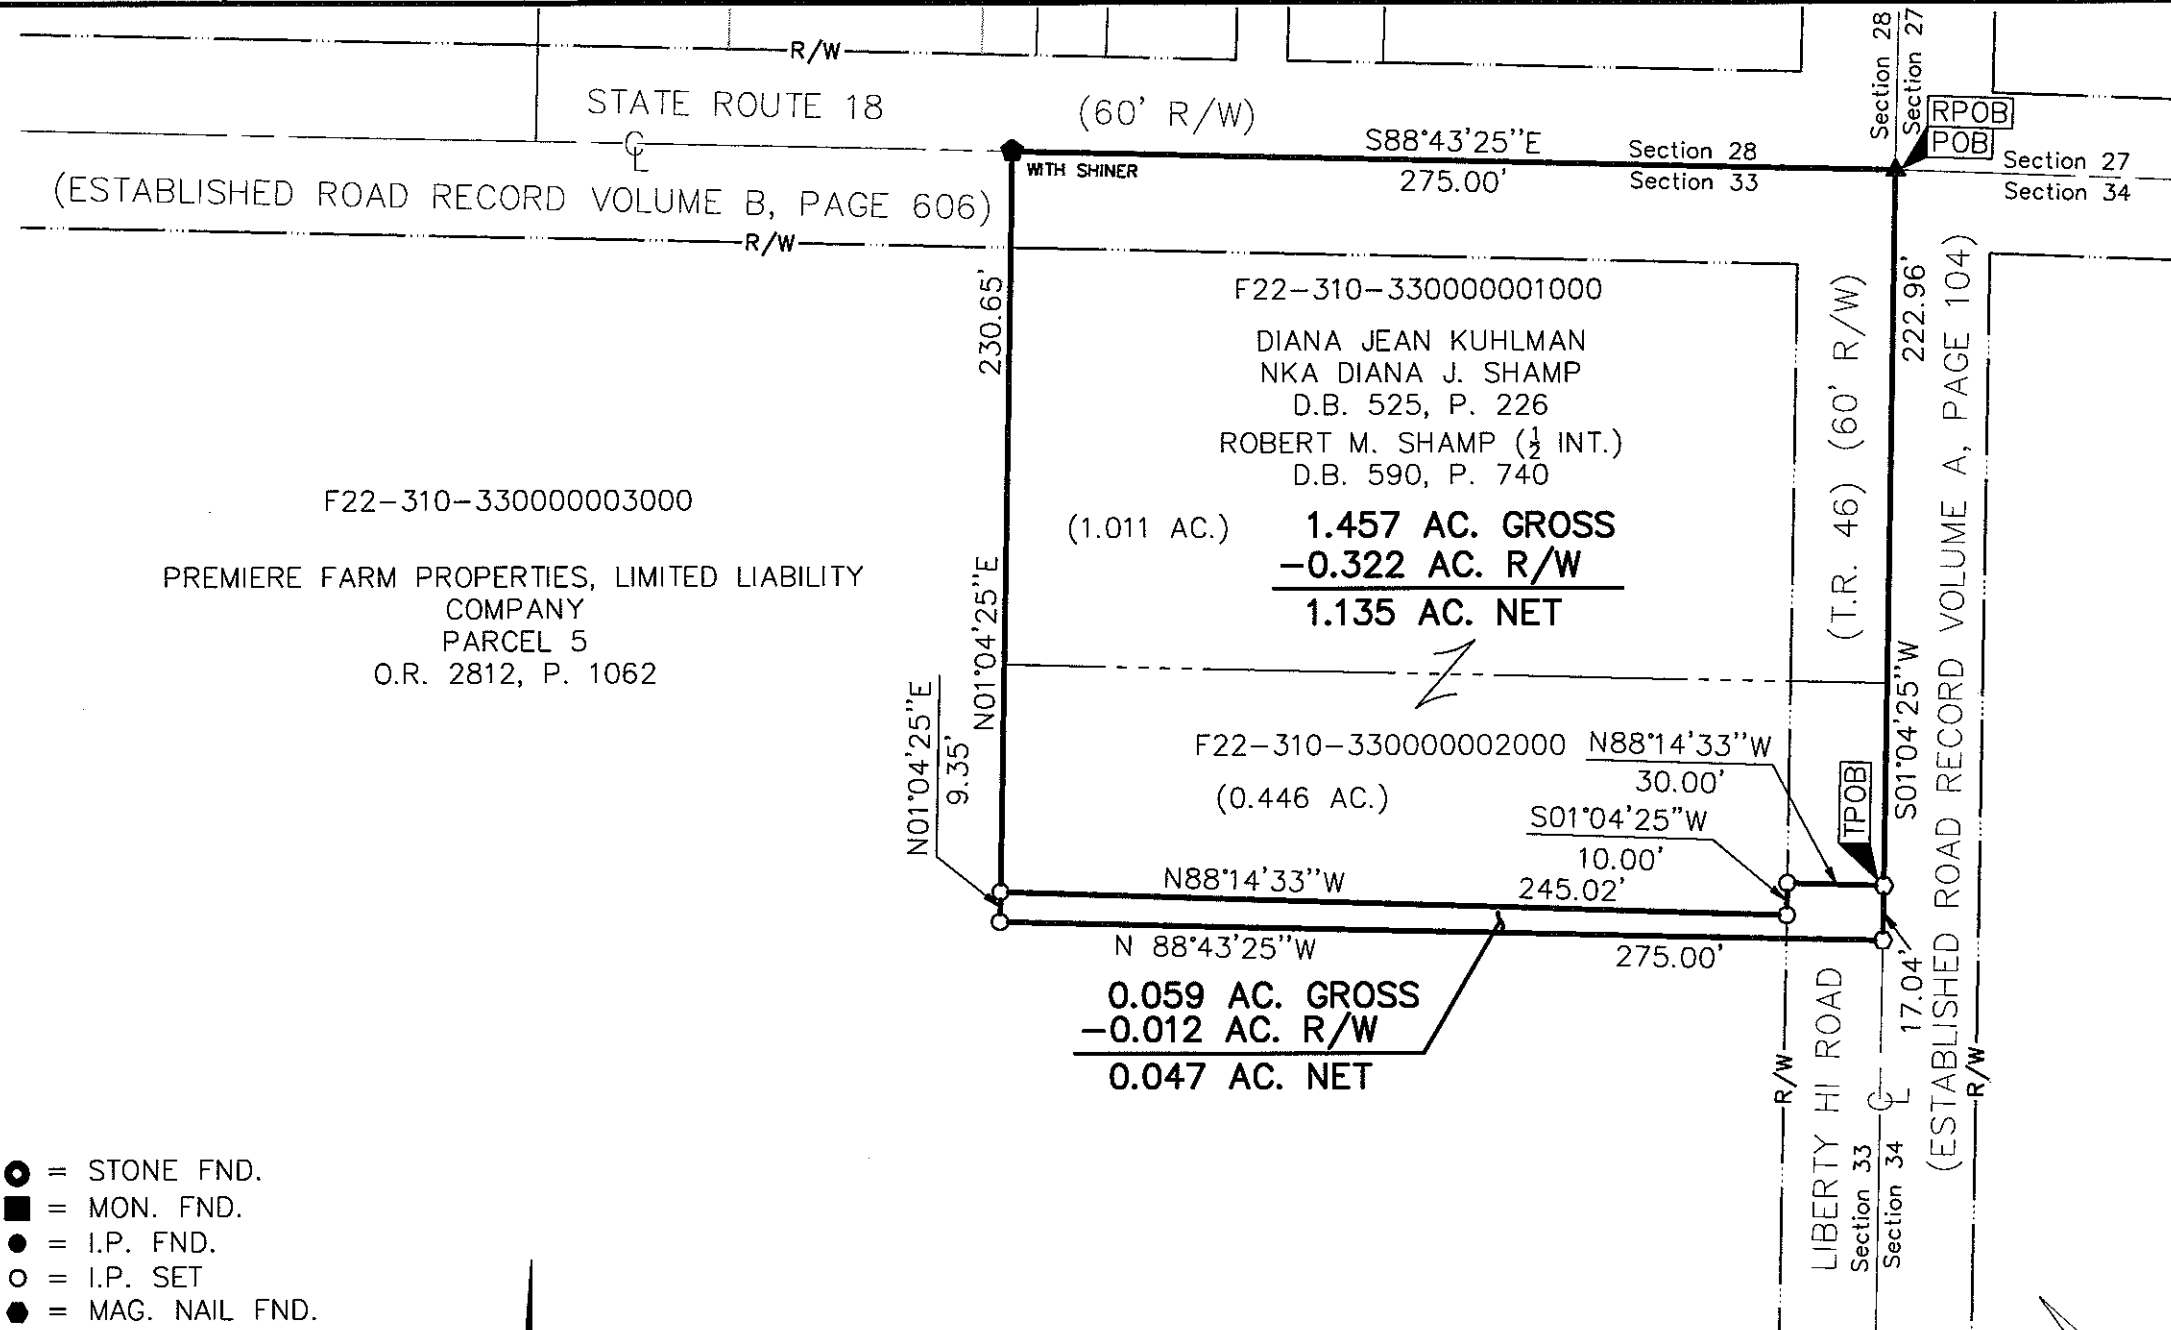 R/W
STATE ROUTE 18
(60' R/W)
℄
(ESTABLISHED ROAD RECORD VOLUME B, PAGE 606)
R/W
WITH SHINER
S88°43'25"E
275.00'
Section 28
Section 33
Section 28
Section 27
RPOB
POB
Section 27
Section 34
230.65'
N01°04'25"E
N01°04'25"E
9.35'
F22-310-330000001000
DIANA JEAN KUHLMAN
NKA DIANA J. SHAMP
D.B. 525, P. 226
ROBERT M. SHAMP (½ INT.)
D.B. 590, P. 740
(1.011 AC.)
1.457 AC. GROSS
-0.322 AC. R/W
1.135 AC. NET
F22-310-330000003000
PREMIERE FARM PROPERTIES, LIMITED LIABILITY
COMPANY
PARCEL 5
O.R. 2812, P. 1062
F22-310-330000002000
(0.446 AC.)
N88°14'33"W
30.00'
S01°04'25"W
10.00'
N88°14'33"W
245.02'
N 88°43'25"W
275.00'
0.059 AC. GROSS
-0.012 AC. R/W
0.047 AC. NET
TPOB
222.96'
S01°04'25"W
17.04'
(T.R. 46) (60' R/W)
LIBERTY HI ROAD
(ESTABLISHED ROAD RECORD VOLUME A, PAGE 104)
R/W
R/W
℄
Section 33
Section 34
= STONE FND.
= MON. FND.
= I.P. FND.
= I.P. SET
= MAG. NAIL FND.